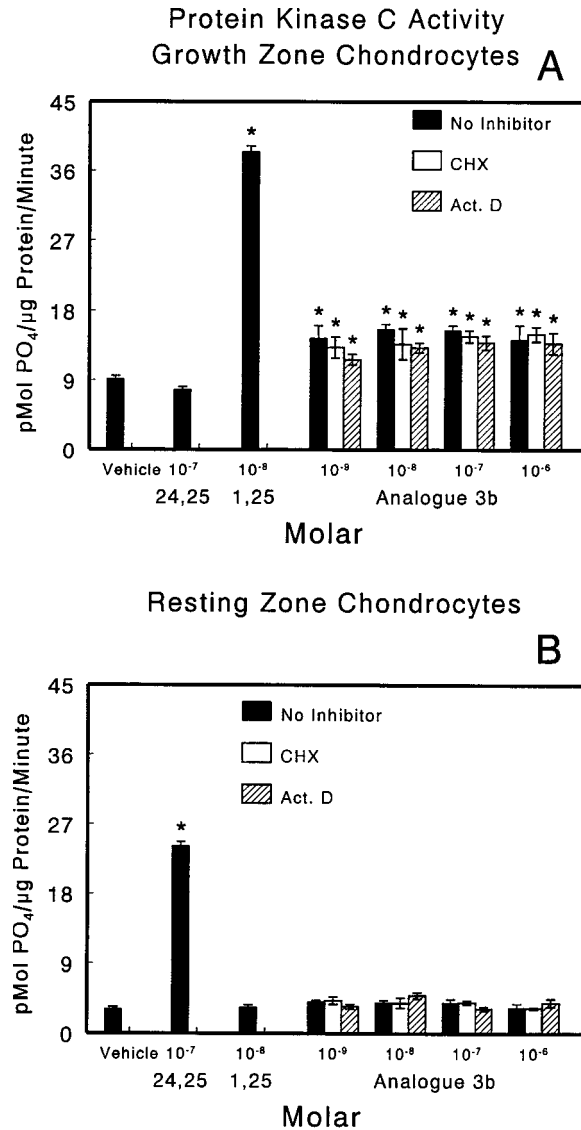 Protein Kinase C Activity
Growth Zone Chondrocytes A
45
36
27
18
9
0
pMol PO₄/µg Protein/Minute
No Inhibitor
CHX
Act. D
*
* * *
* * *
* * *
* * *
Vehicle 10⁻⁷ 10⁻⁸ 10⁻⁹ 10⁻⁸ 10⁻⁷ 10⁻⁶
24,25 1,25 Analogue 3b
Molar
Resting Zone Chondrocytes
B
45
36
27
18
9
0
pMol PO₄/µg Protein/Minute
No Inhibitor
CHX
Act. D
*
Vehicle 10⁻⁷ 10⁻⁸ 10⁻⁹ 10⁻⁸ 10⁻⁷ 10⁻⁶
24,25 1,25 Analogue 3b
Molar